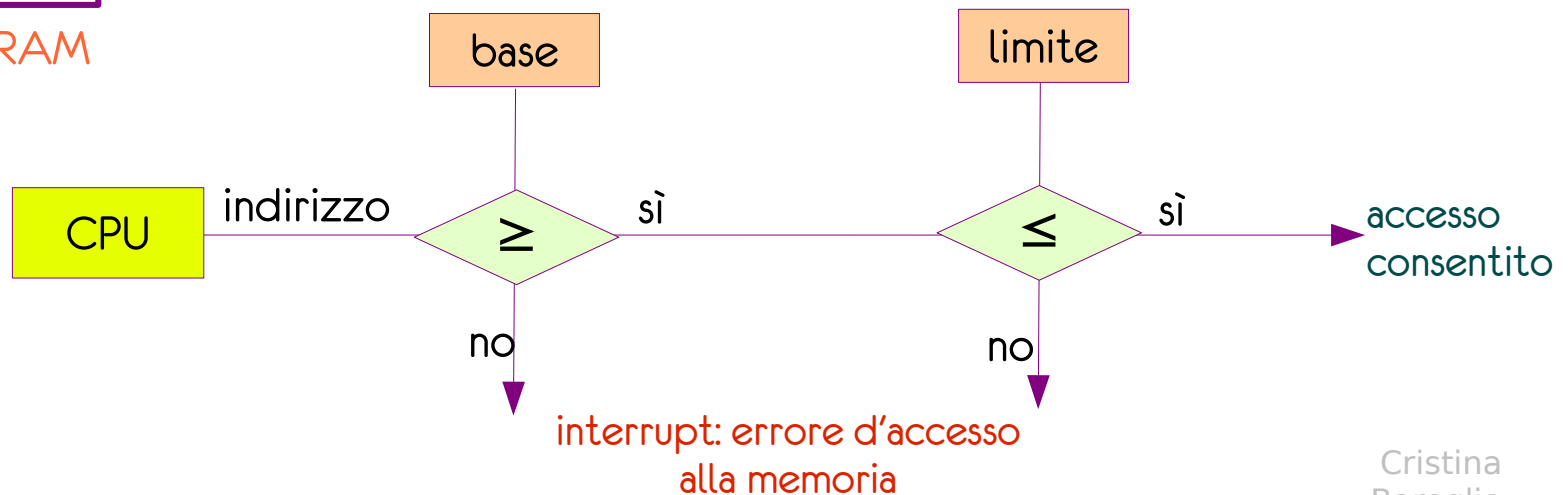 RAM
base
limite
CPU
indirizzo
≥
sì
≤
sì
accesso
consentito
no
no
interrupt: errore d'accesso
alla memoria
Cristina